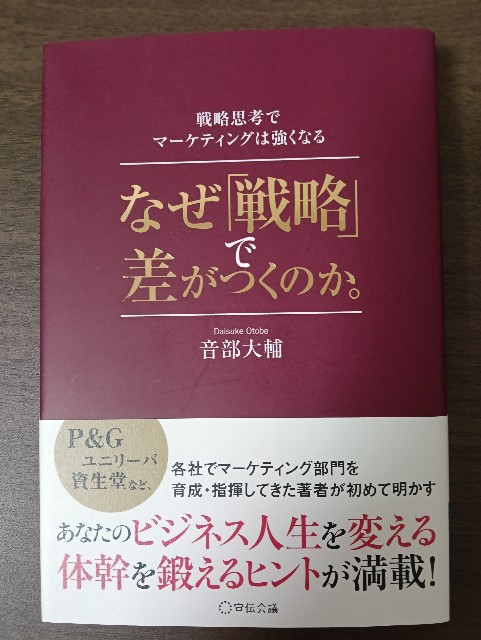 戦略思考で
マーケティングは強くなる
なぜ「戦略」
で
差がつくのか。
Daisuke Otobe
音部大輔
P&G
ユニリーバ
資生堂など、
各社でマーケティング部門を
育成・指揮してきた著者が初めて明かす
あなたのビジネス人生を変える
体幹を鍛えるヒントが満載!
宣伝会議